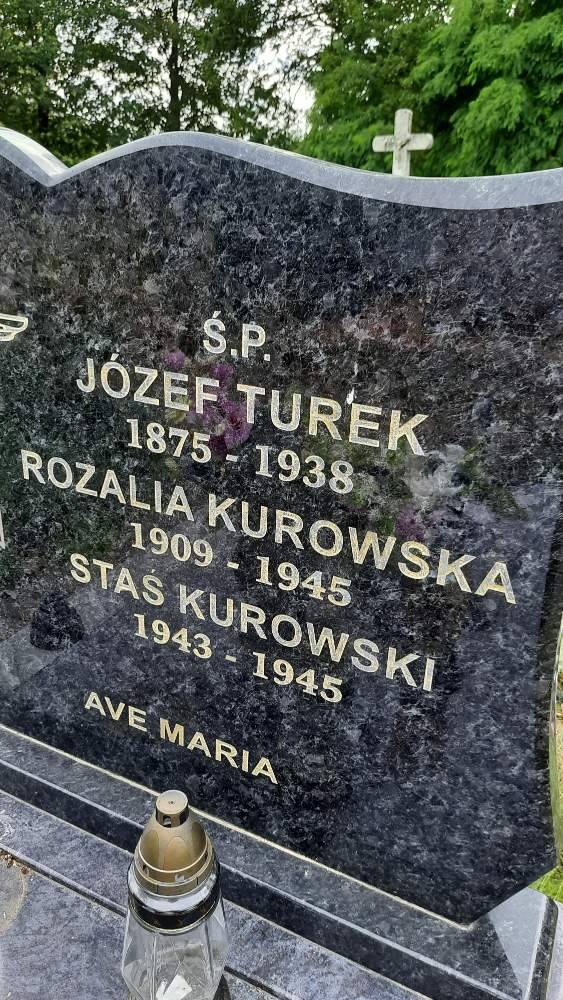 Ś.P.
JÓZEF TUREK
1875 - 1938
ROZALIA KUROWSKA
1909 - 1945
STAŚ KUROWSKI
1943 - 1945
AVE MARIA